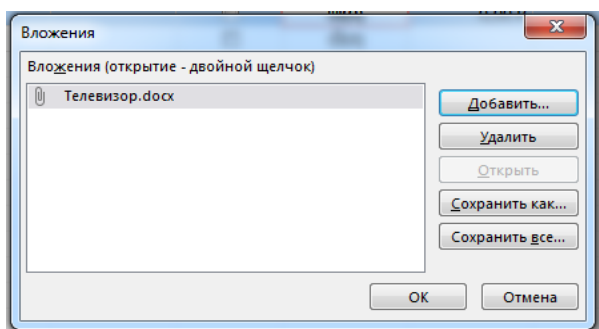 Вложения
Вложения (открытие - двойной щелчок)
Телевизор.docx
Добавить...
Удалить
Открыть
Сохранить как...
Сохранить все...
ОК
Отмена